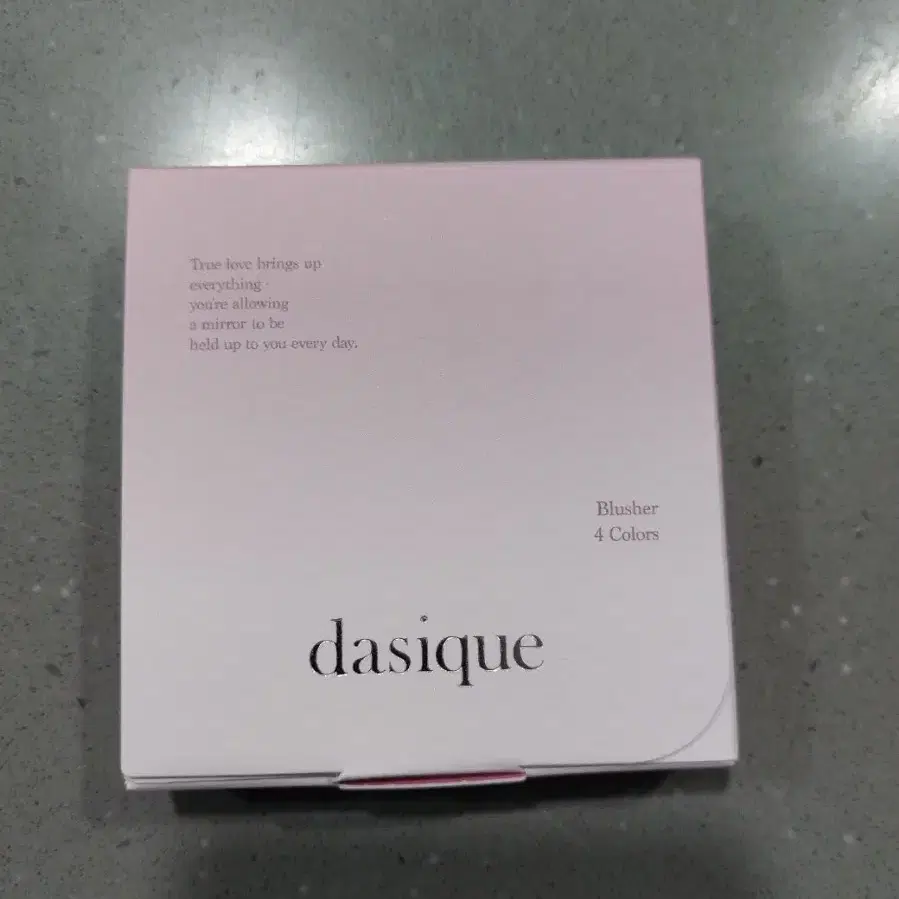 True love brings up
everything
you're allowing
a mirror to be
held up to you every day.
Blusher
4 Colors
dasique